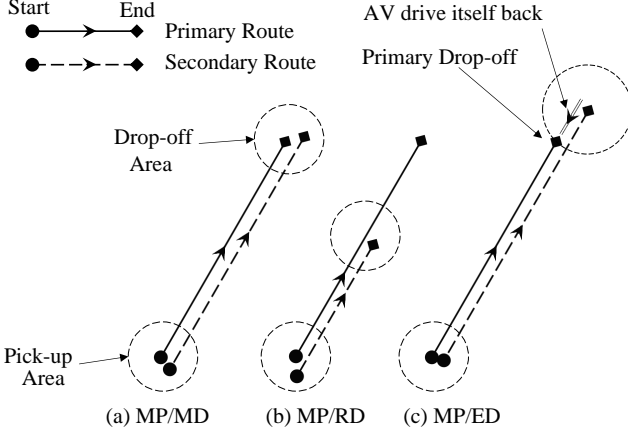 Start
End
Primary Route
Secondary Route
AV drive itself back
Primary Drop-off
Drop-off
Area
Pick-up
Area
(a) MP/MD
(b) MP/RD
(c) MP/ED